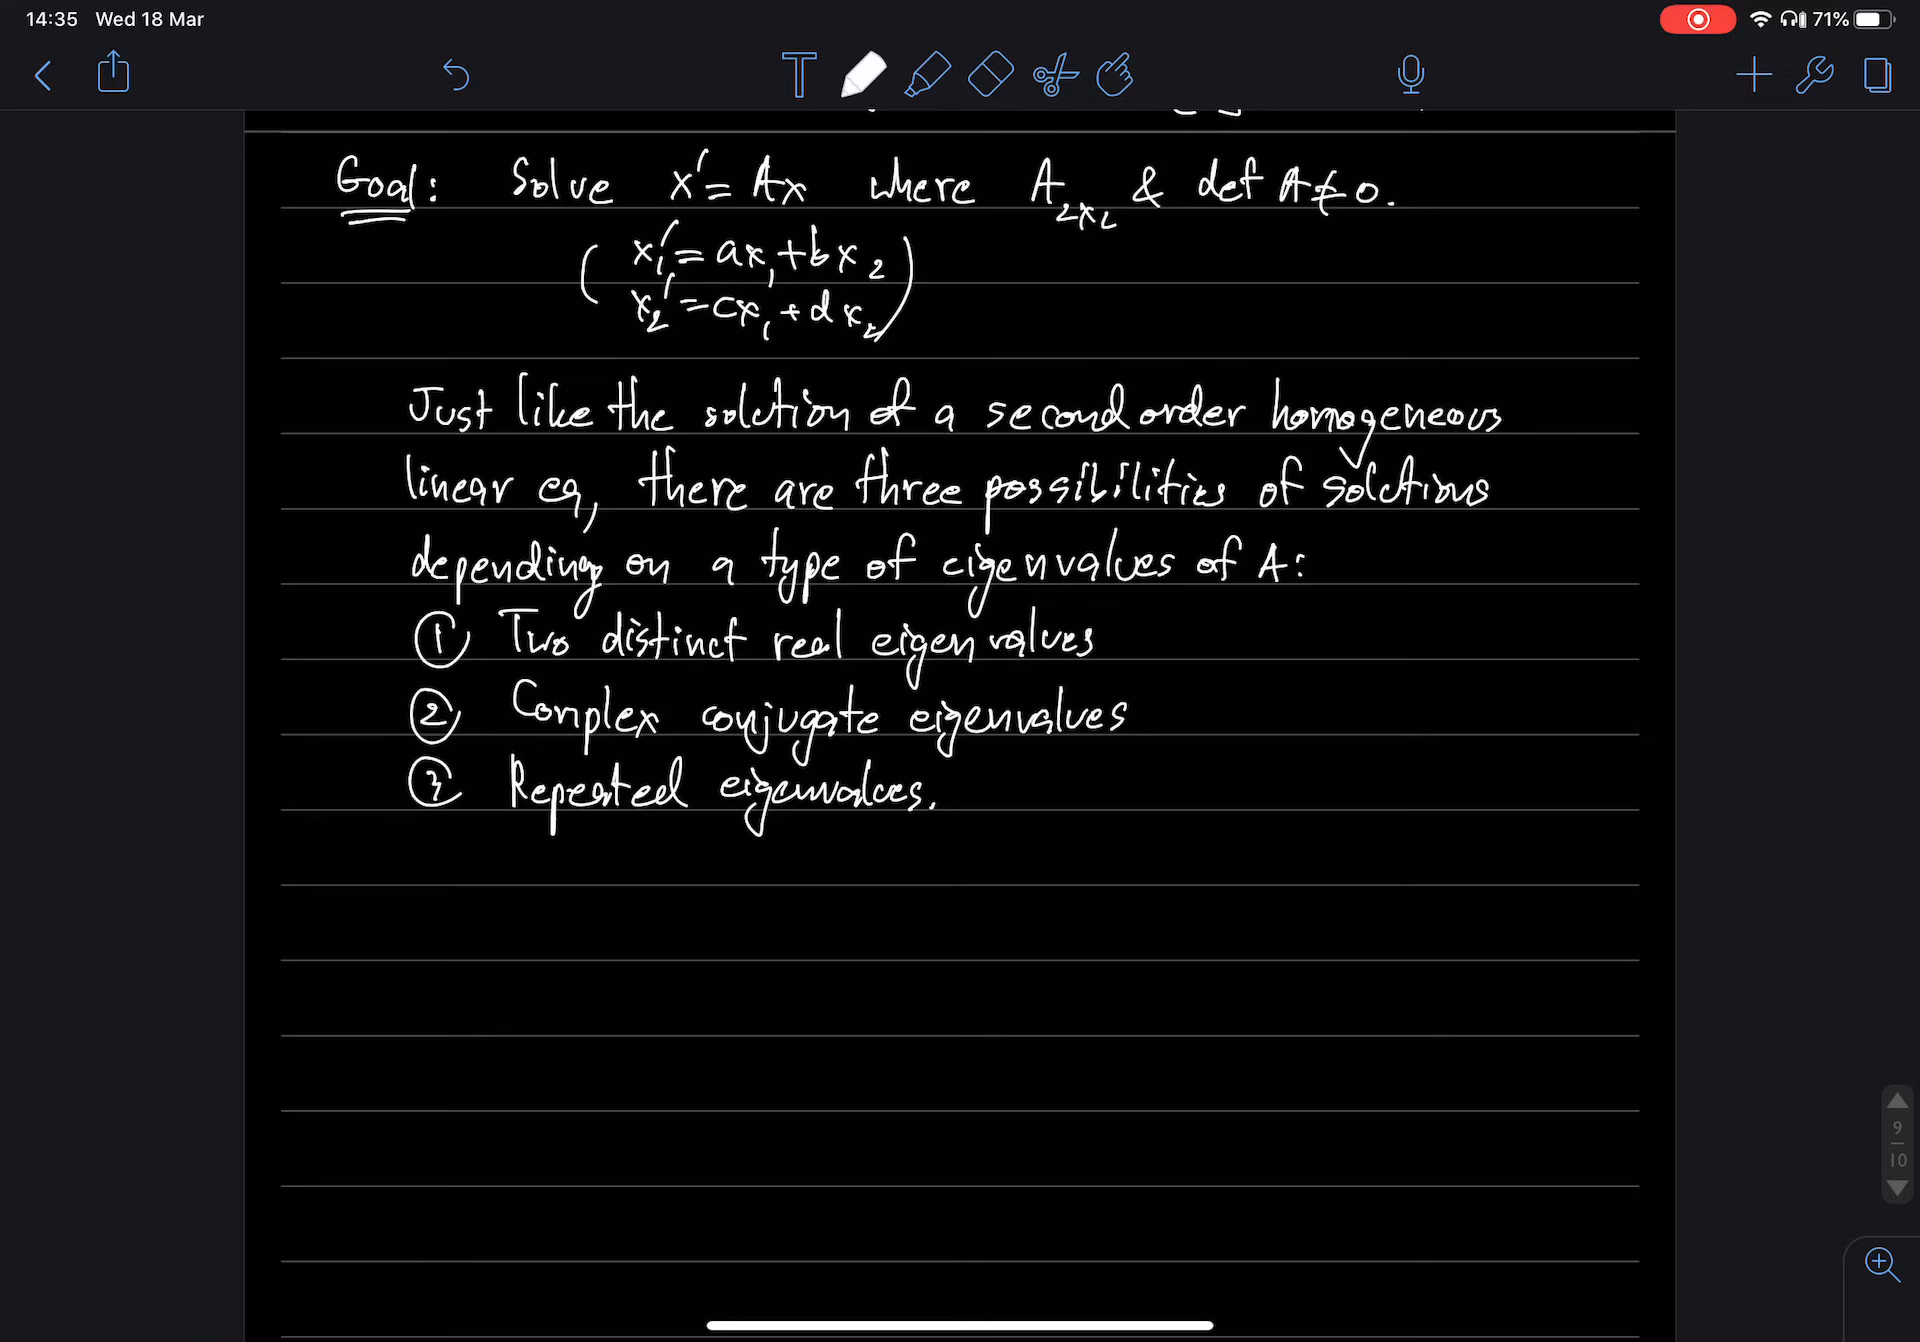 14:35 Wed 18 Mar 71%
Goal: Solve x' = Ax where A₂ₓ₂ & det A ≠ 0.
( x₁' = ax₁ + bx₂
x₂' = cx₁ + dx₂ )
Just like the solution of a second order homogeneous
linear eq, there are three possibilities of solutions
depending on a type of eigenvalues of A:
① Two distinct real eigenvalues
② Complex conjugate eigenvalues
③ Repeated eigenvalues.
9
10